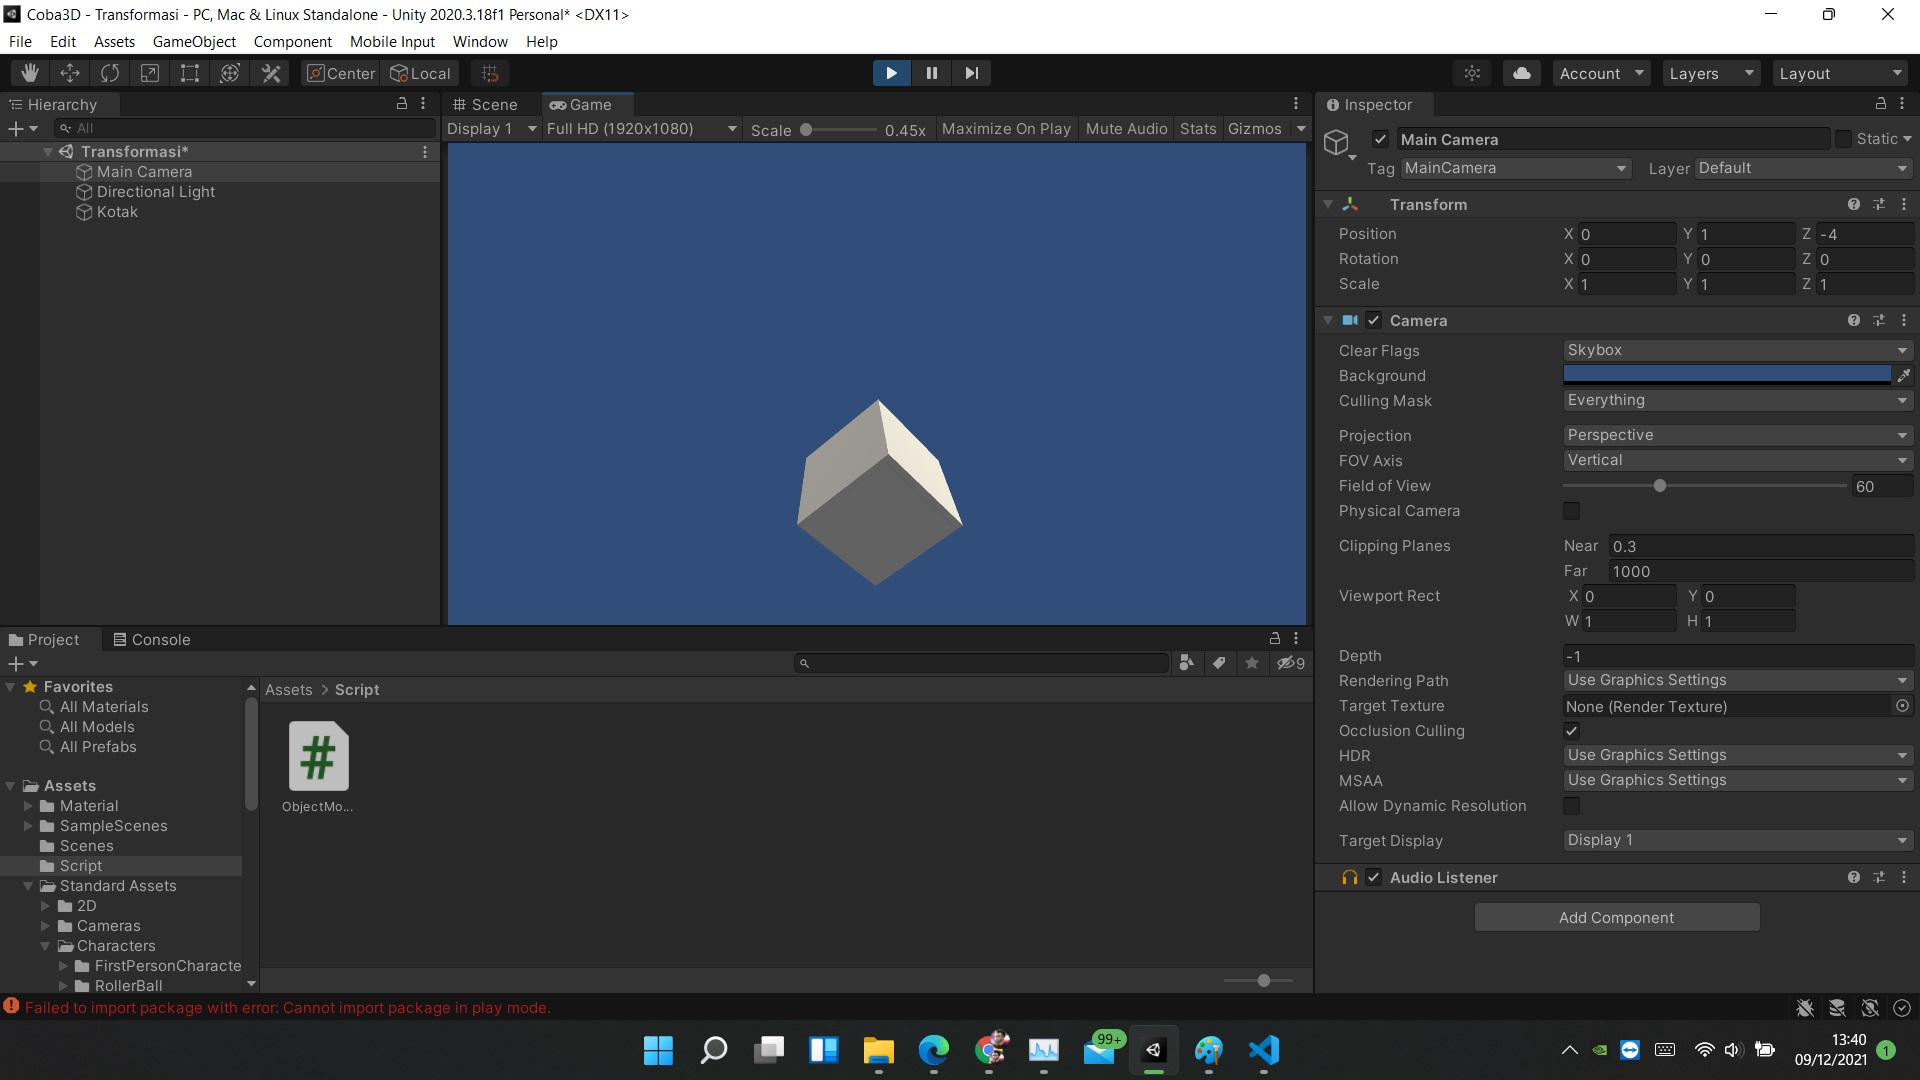 Coba3D - Transformasi - PC, Mac & Linux Standalone - Unity 2020.3.18f1 Personal* <DX11>
File Edit Assets GameObject Component Mobile Input Window Help
Center Local Account Layers Layout
Hierarchy
All
Transformasi*
Main Camera
Directional Light
Kotak
Scene Game
Display 1 Full HD (1920x1080) Scale 0.45x Maximize On Play Mute Audio Stats Gizmos
Inspector
Main Camera Static
Tag MainCamera Layer Default
Transform
Position X 0 Y 1 Z -4
Rotation X 0 Y 0 Z 0
Scale X 1 Y 1 Z 1
Camera
Clear Flags Skybox
Background
Culling Mask Everything
Projection Perspective
FOV Axis Vertical
Field of View 60
Physical Camera
Clipping Planes Near 0.3
Far 1000
Viewport Rect X 0 Y 0
W 1 H 1
Depth -1
Rendering Path Use Graphics Settings
Target Texture None (Render Texture)
Occlusion Culling
HDR Use Graphics Settings
MSAA Use Graphics Settings
Allow Dynamic Resolution
Target Display Display 1
Audio Listener
Add Component
Project Console
9
Favorites
All Materials
All Models
All Prefabs
Assets
Material
SampleScenes
Scenes
Script
Standard Assets
2D
Cameras
Characters
FirstPersonCharacte
RollerBall
Assets > Script
#
ObjectMo...
Failed to import package with error: Cannot import package in play mode.
99+
13:40
09/12/2021
1